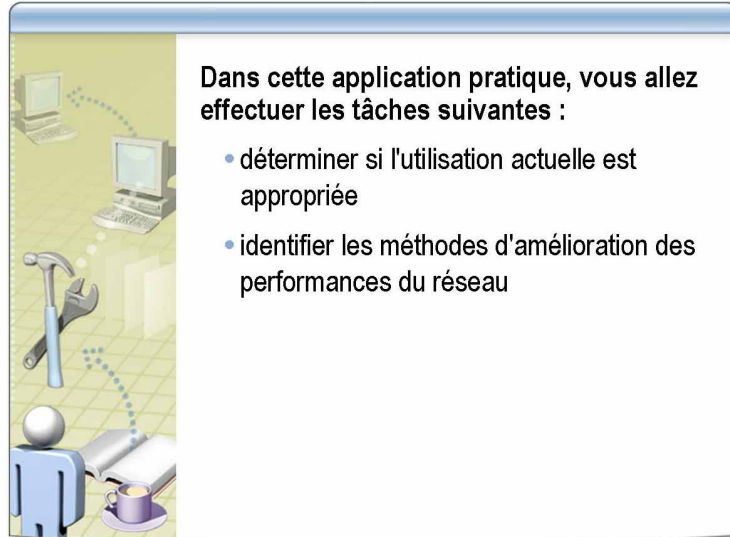 Dans cette application pratique, vous allez
effectuer les tâches suivantes :
• déterminer si l'utilisation actuelle est
appropriée
• identifier les méthodes d'amélioration des
performances du réseau